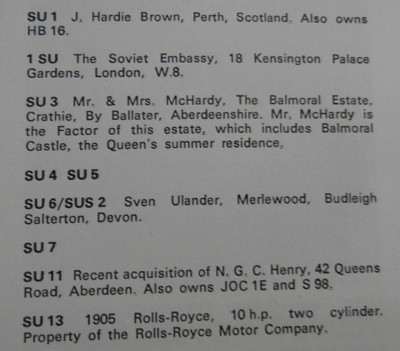 SU 1 J. Hardie Brown, Perth, Scotland. Also owns
HB 16.
1 SU The Soviet Embassy, 18 Kensington Palace
Gardens, London, W.8.
SU 3 Mr. & Mrs. McHardy, The Balmoral Estate,
Crathie, By Ballater, Aberdeenshire. Mr. McHardy is
the Factor of this estate, which includes Balmoral
Castle, the Queen's summer residence.
SU 4 SU 5
SU 6/SUS 2 Sven Ulander, Merlewood, Budleigh
Salterton, Devon.
SU 7
SU 11 Recent acquisition of N. G. C. Henry, 42 Queens
Road, Aberdeen. Also owns JOC 1E and S 98.
SU 13 1905 Rolls-Royce, 10 h.p. two cylinder.
Property of the Rolls-Royce Motor Company.